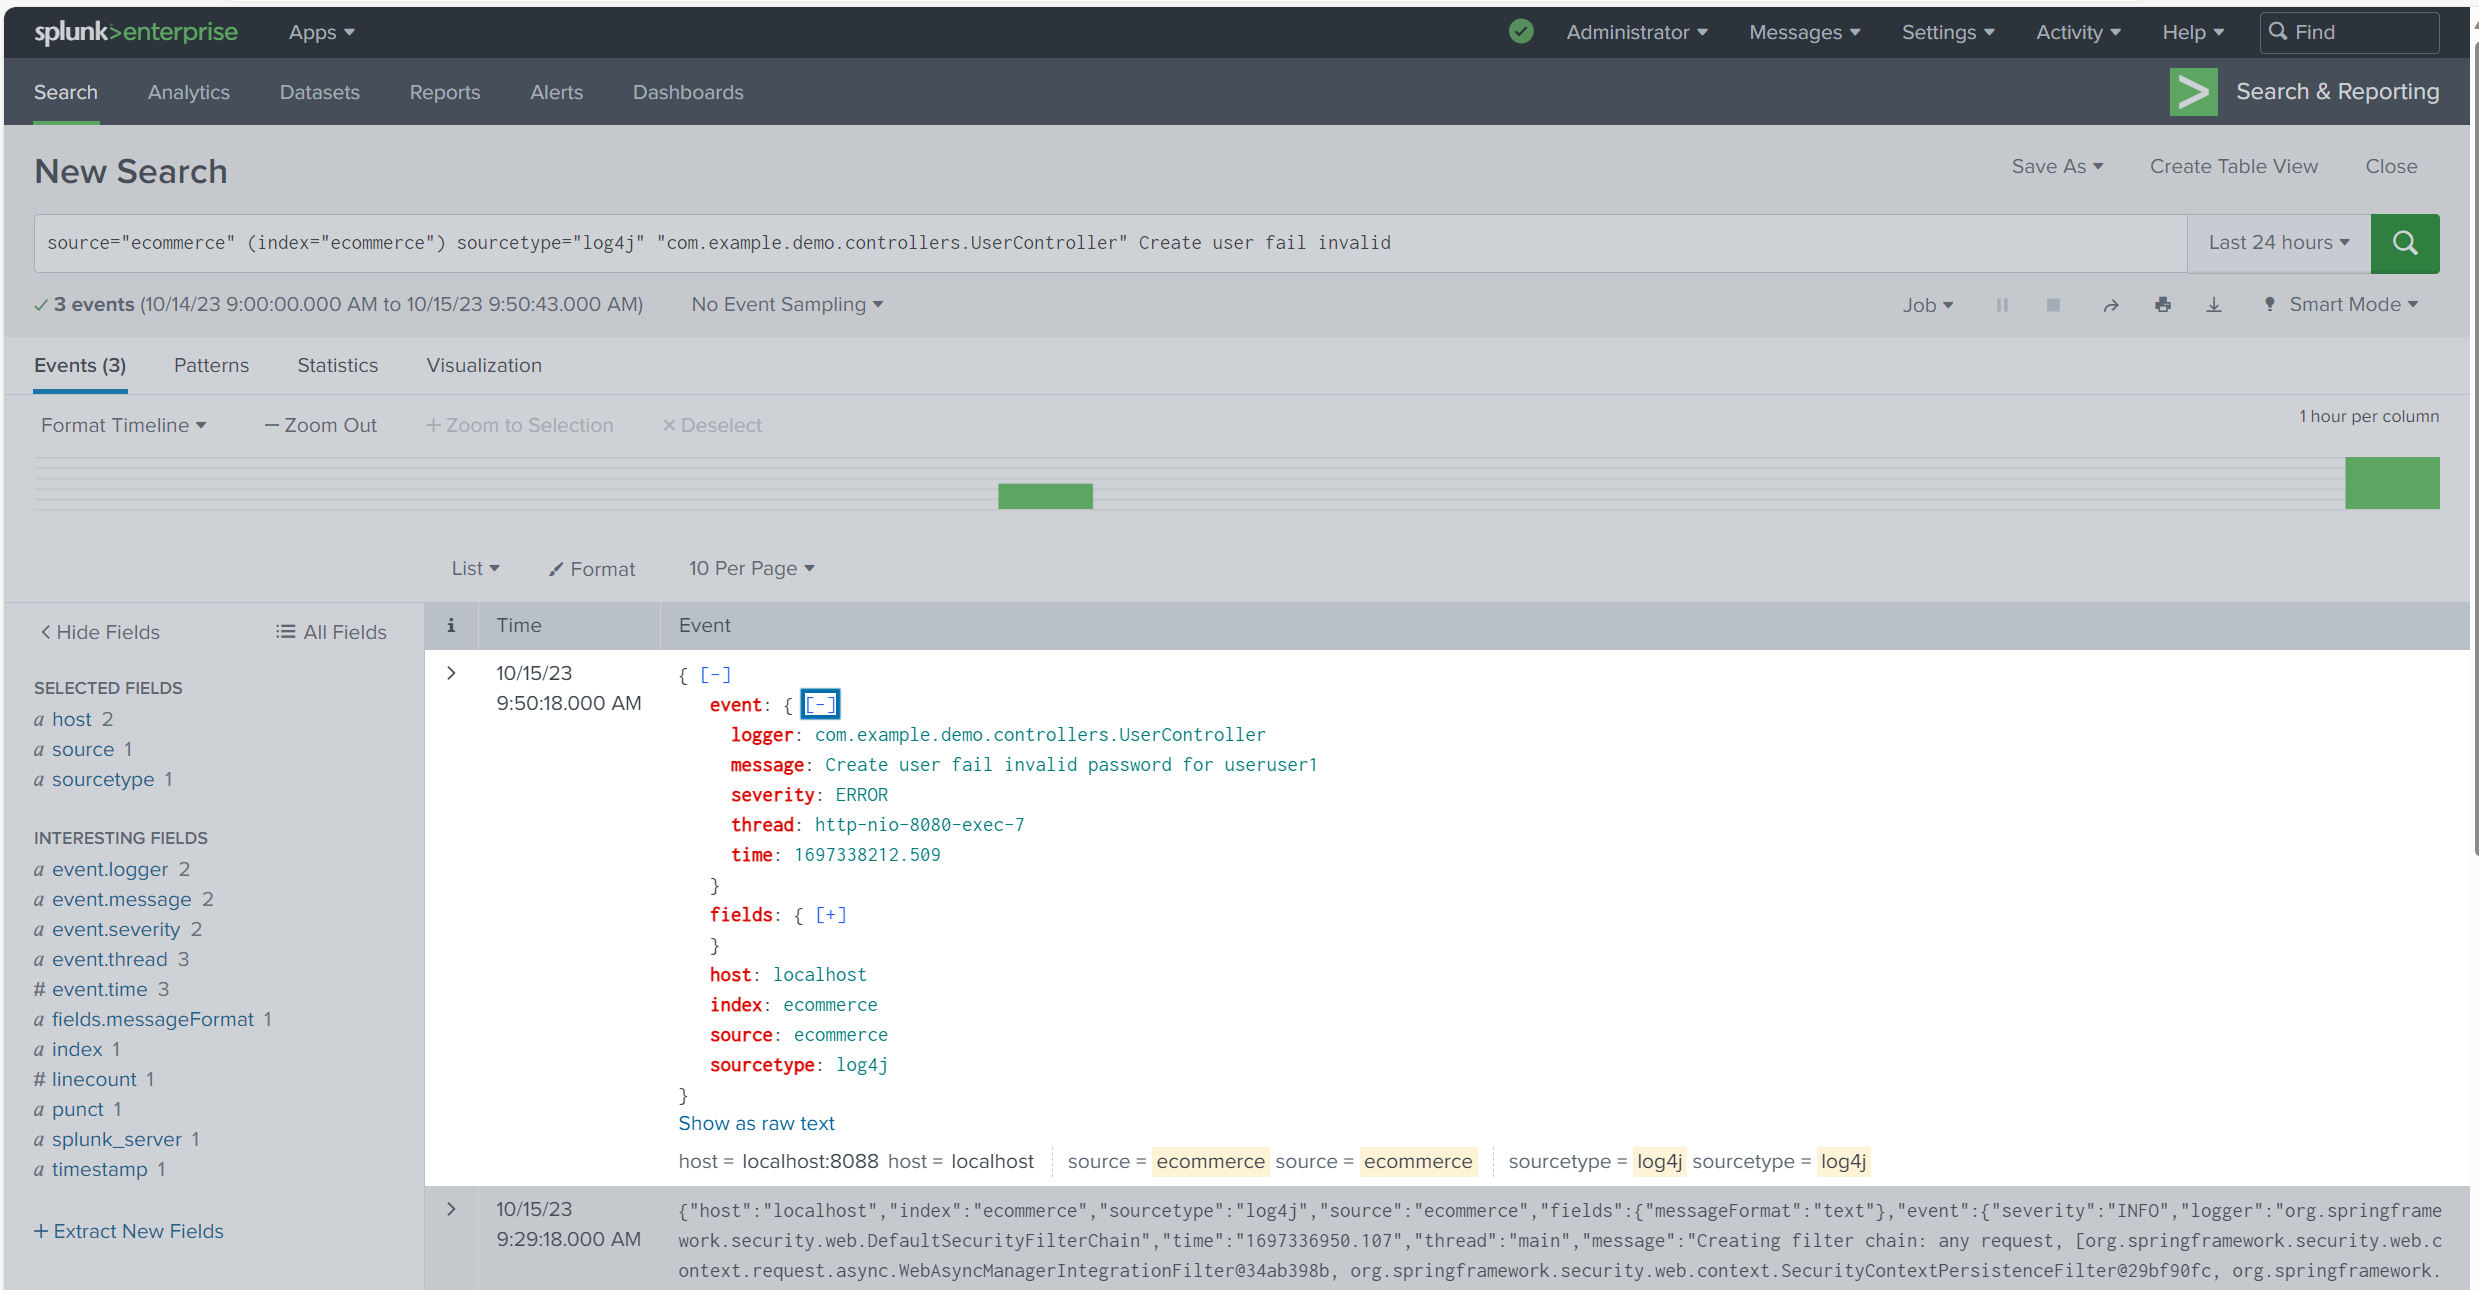 splunk>enterprise Apps Administrator Messages Settings Activity Help Find
Search Analytics Datasets Reports Alerts Dashboards Search & Reporting
New Search Save As Create Table View Close
source="ecommerce" (index="ecommerce") sourcetype="log4j" "com.example.demo.controllers.UserController" Create user fail invalid Last 24 hours
3 events (10/14/23 9:00:00.000 AM to 10/15/23 9:50:43.000 AM) No Event Sampling Job Smart Mode
Events (3) Patterns Statistics Visualization
Format Timeline − Zoom Out + Zoom to Selection × Deselect 1 hour per column
List Format 10 Per Page
< Hide Fields All Fields
SELECTED FIELDS
a host 2
a source 1
a sourcetype 1
INTERESTING FIELDS
a event.logger 2
a event.message 2
a event.severity 2
a event.thread 3
# event.time 3
a fields.messageFormat 1
a index 1
# linecount 1
a punct 1
a splunk_server 1
a timestamp 1
+ Extract New Fields
i Time Event
> 10/15/23
9:50:18.000 AM
{ [-]
event: { [-]
logger: com.example.demo.controllers.UserController
message: Create user fail invalid password for useruser1
severity: ERROR
thread: http-nio-8080-exec-7
time: 1697338212.509
}
fields: { [+]
}
host: localhost
index: ecommerce
source: ecommerce
sourcetype: log4j
}
Show as raw text
host = localhost:8088 host = localhost source = ecommerce source = ecommerce sourcetype = log4j sourcetype = log4j
> 10/15/23
9:29:18.000 AM
{"host":"localhost","index":"ecommerce","sourcetype":"log4j","source":"ecommerce","fields":{"messageFormat":"text"},"event":{"severity":"INFO","logger":"org.springframe
work.security.web.DefaultSecurityFilterChain","time":"1697336950.107","thread":"main","message":"Creating filter chain: any request, [org.springframework.security.web.c
ontext.request.async.WebAsyncManagerIntegrationFilter@34ab398b, org.springframework.security.web.context.SecurityContextPersistenceFilter@29bf90fc, org.springframework.